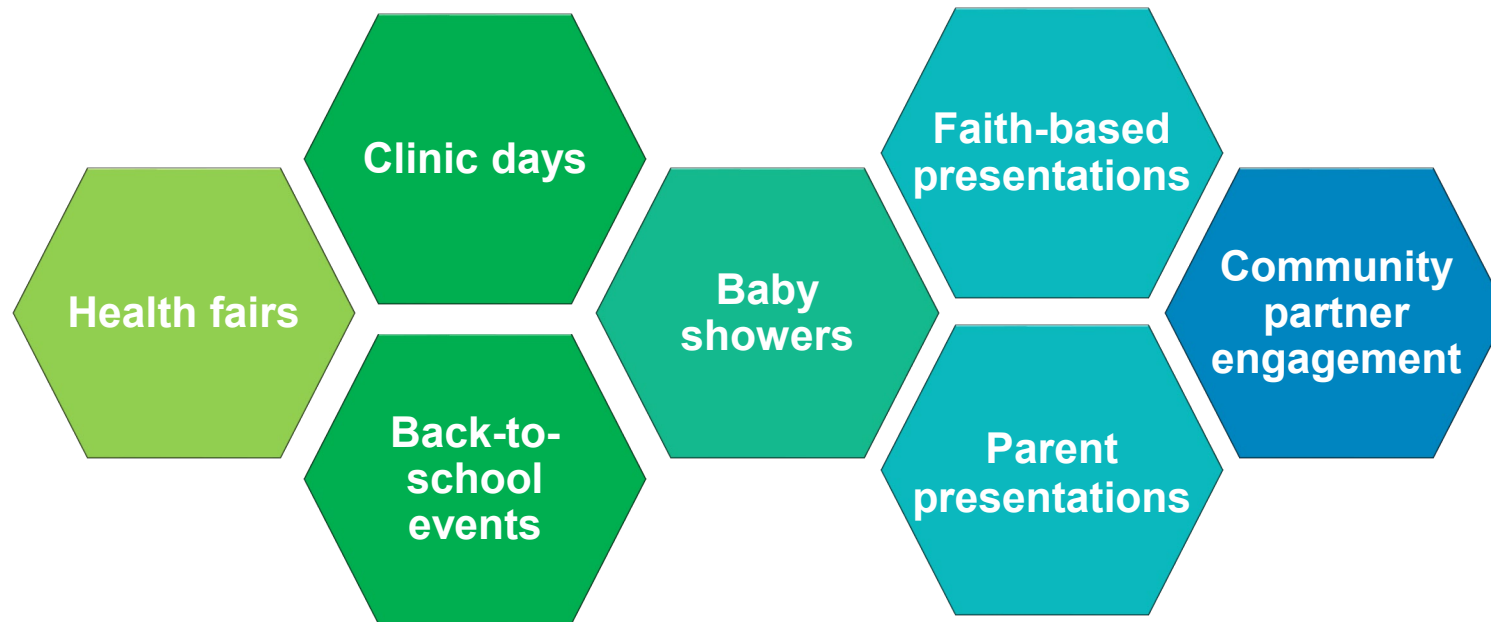 Health fairs
Clinic days
Back-to-
school
events
Baby
showers
Faith-based
presentations
Parent
presentations
Community
partner
engagement